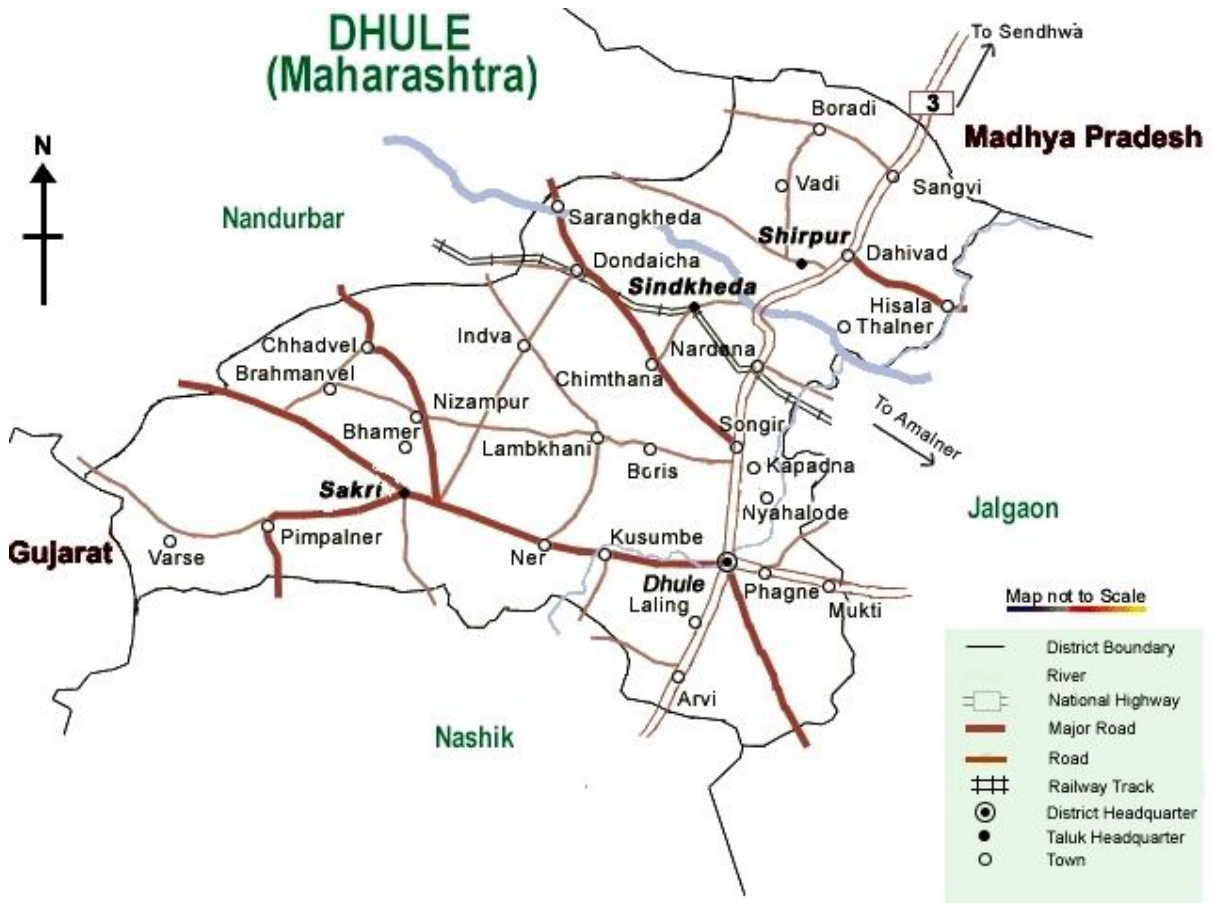 DHULE
(Maharashtra)
To Sendhwa
3
Boradi
Madhya Pradesh
N
Vadi
Sangvi
Nandurbar
Sarangkheda
Shirpur
Dahivad
Dondaicha
Sindkheda
Hisala
Thalner
Indva
Nardana
Chhadvel
Brahmanvel
Chimthana
Nizampur
To Amalner
Bhamer
Lambkhani
Songir
Boris
Kapadna
Sakri
Nyahalode
Jalgaon
Gujarat
Varse
Pimpalner
Ner
Kusumbe
Dhule
Phagne
Mukti
Laling
Arvi
Nashik
Map not to Scale
District Boundary
River
National Highway
Major Road
Road
Railway Track
District Headquarter
Taluk Headquarter
Town